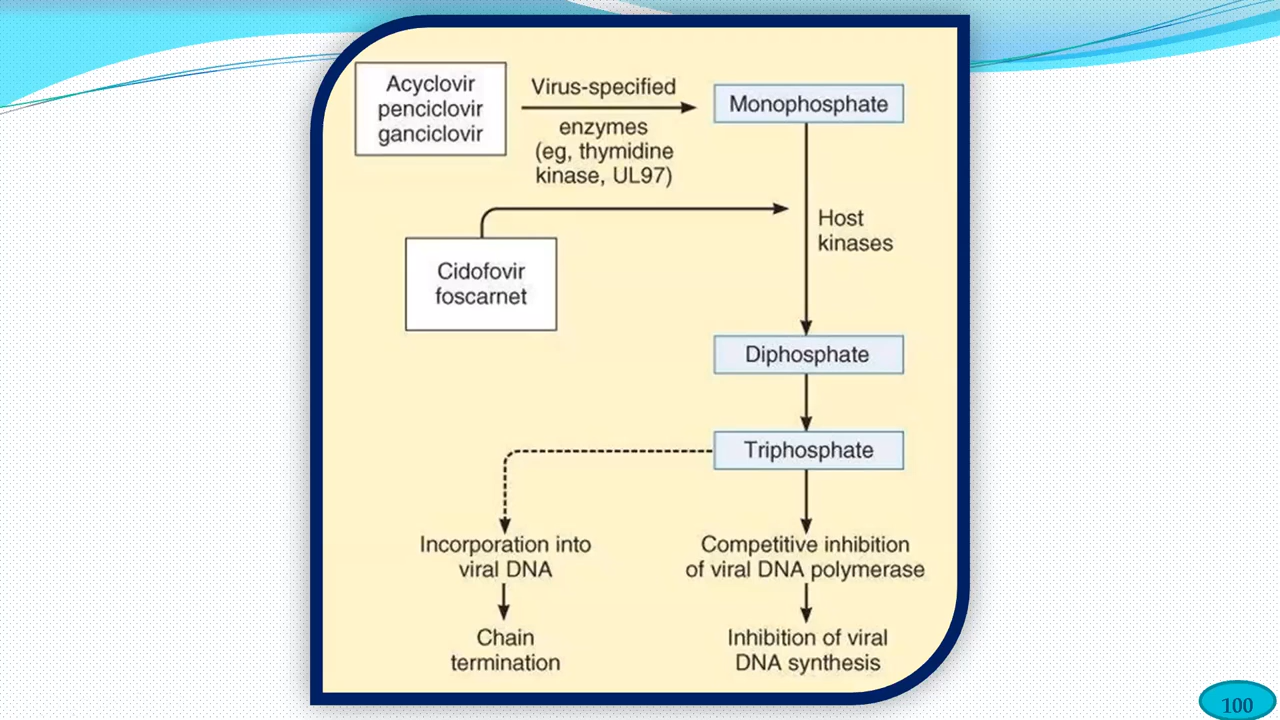 Acyclovir
penciclovir
ganciclovir
Virus-specified
enzymes
(eg, thymidine
kinase, UL97)
Monophosphate
Host
kinases
Cidofovir
foscarnet
Diphosphate
Triphosphate
Incorporation into
viral DNA
Chain
termination
Competitive inhibition
of viral DNA polymerase
Inhibition of viral
DNA synthesis
100